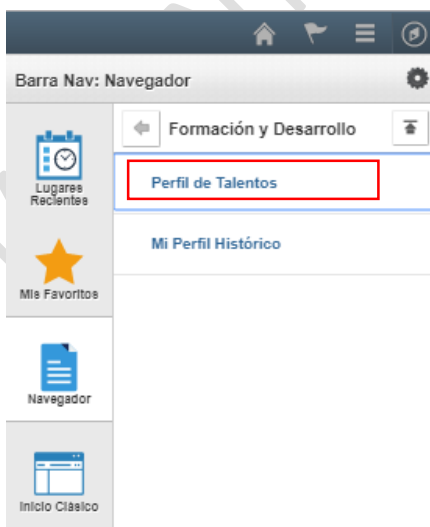 Barra Nav: Navegador
Formación y Desarrollo
Lugares
Recientes
Perfil de Talentos
Mi Perfil Histórico
Mis Favoritos
Navegador
Inicio Clásico